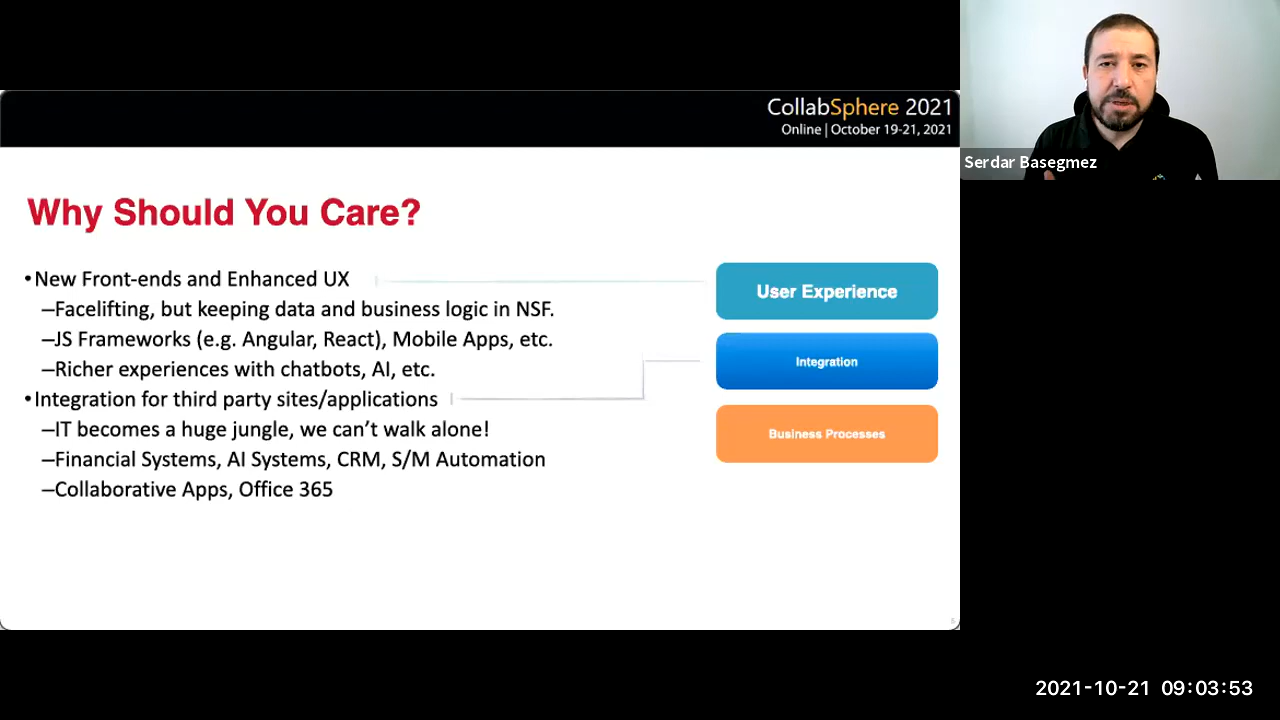 CollabSphere 2021
Online | October 19-21, 2021
Serdar Basegmez
Why Should You Care?
•New Front-ends and Enhanced UX
–Facelifting, but keeping data and business logic in NSF.
–JS Frameworks (e.g. Angular, React), Mobile Apps, etc.
–Richer experiences with chatbots, AI, etc.
•Integration for third party sites/applications
–IT becomes a huge jungle, we can’t walk alone!
–Financial Systems, AI Systems, CRM, S/M Automation
–Collaborative Apps, Office 365
User Experience
Integration
Business Processes
2021-10-21 09:03:53